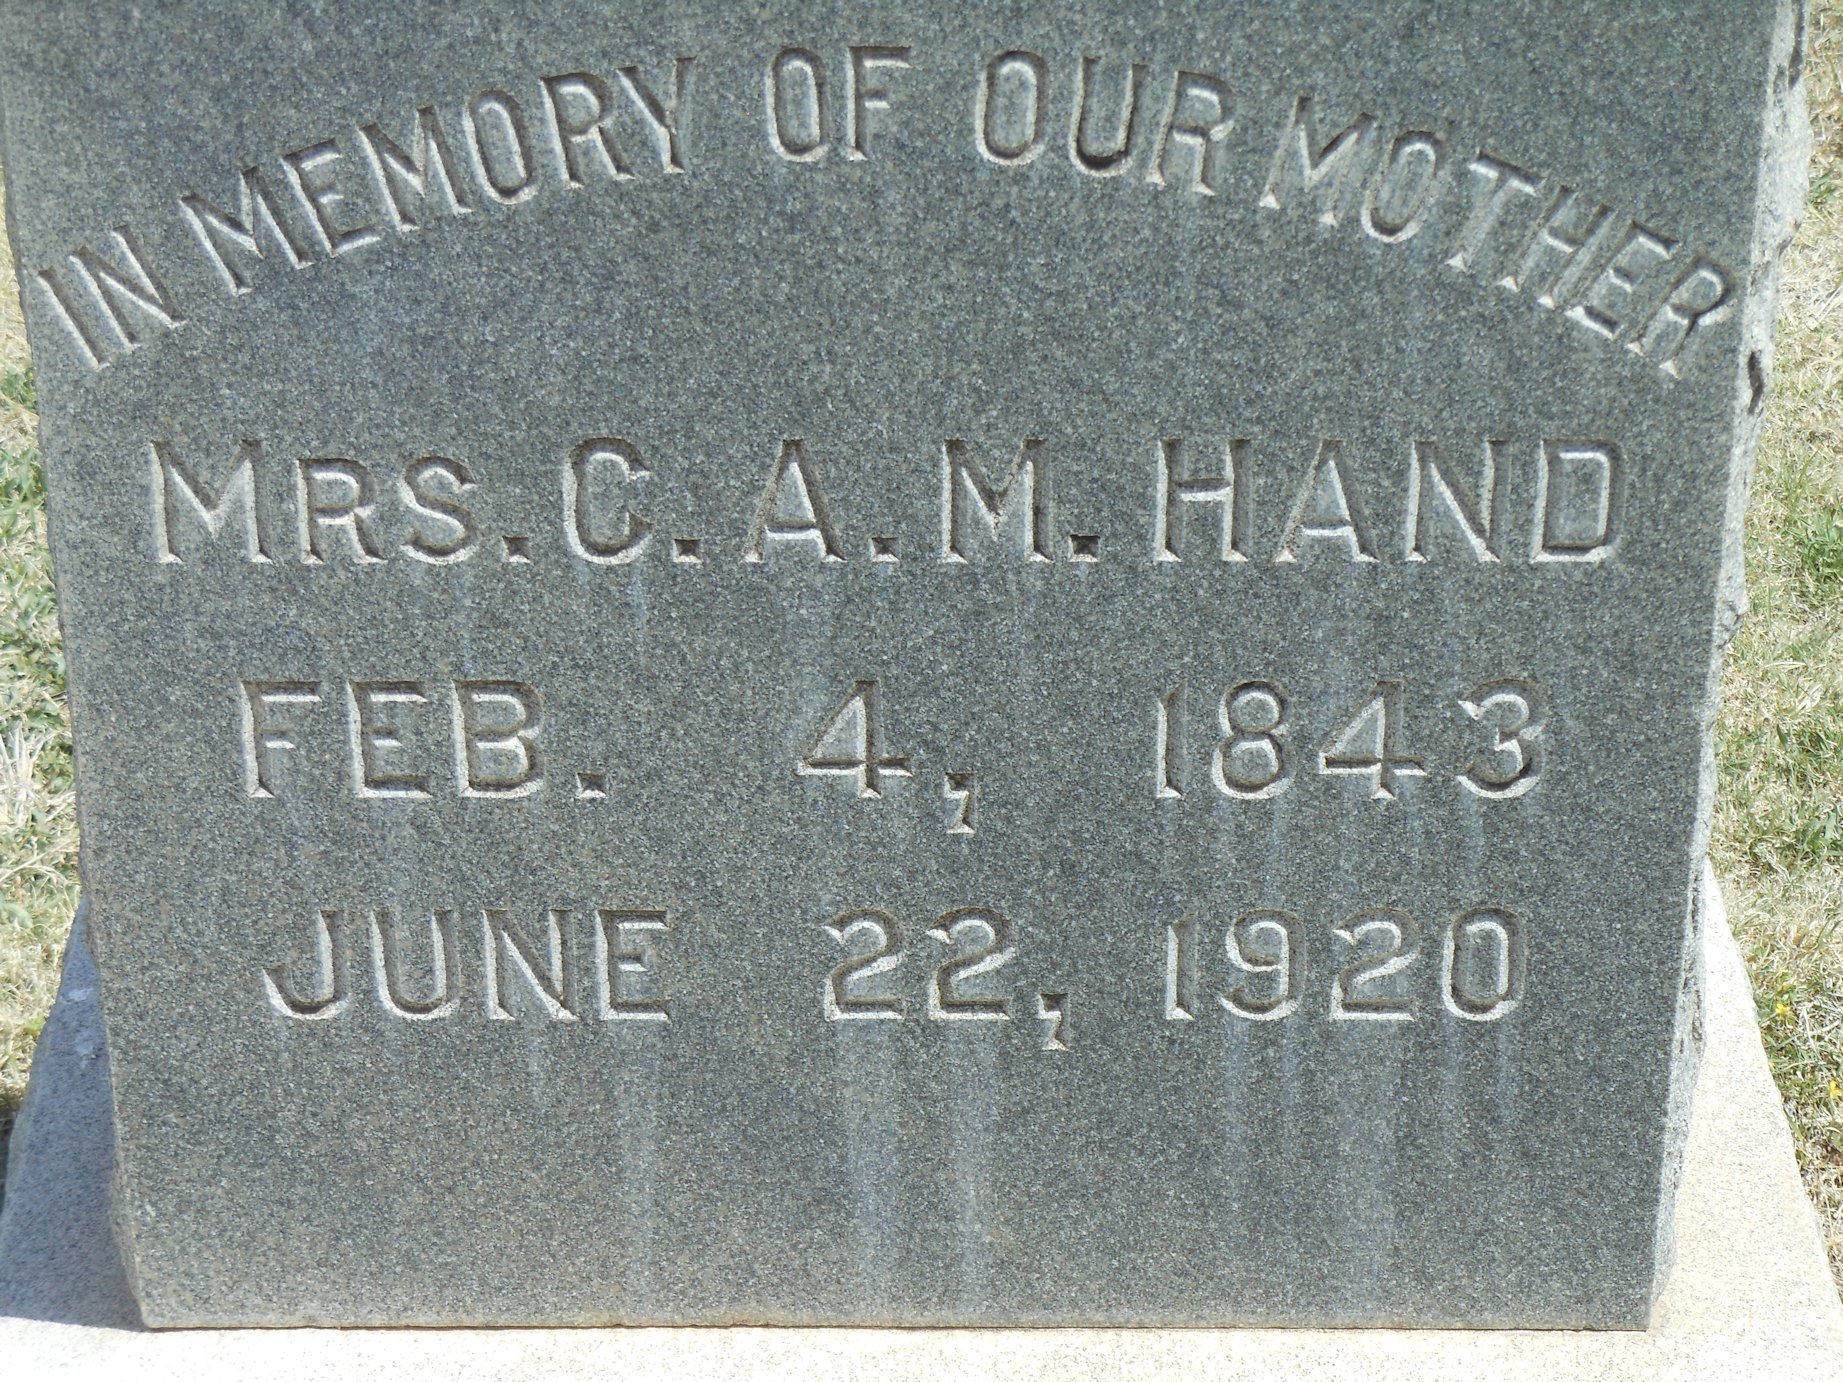 IN MEMORY OF OUR MOTHER
MRS. C. A. M. HAND
FEB. 4, 1843
JUNE 22, 1920